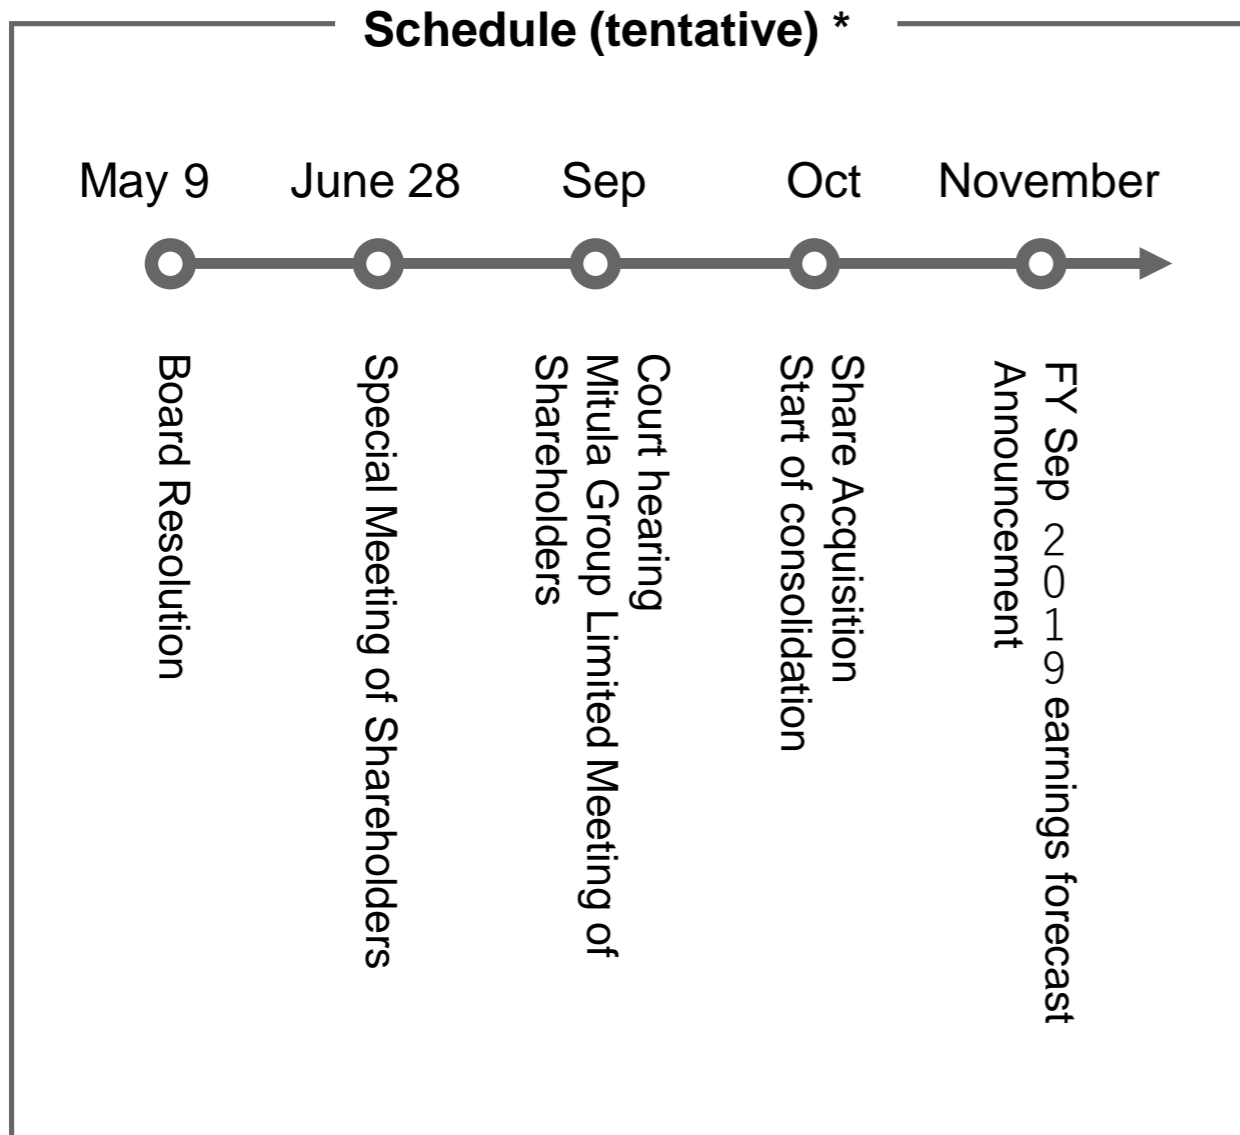 Schedule (tentative) *
May 9
June 28
Sep
Oct
November
Board Resolution
Special Meeting of Shareholders
Court hearing
Mitula Group Limited Meeting of
Shareholders
Share Acquisition
Start of consolidation
FY Sep 2019 earnings forecast
Announcement